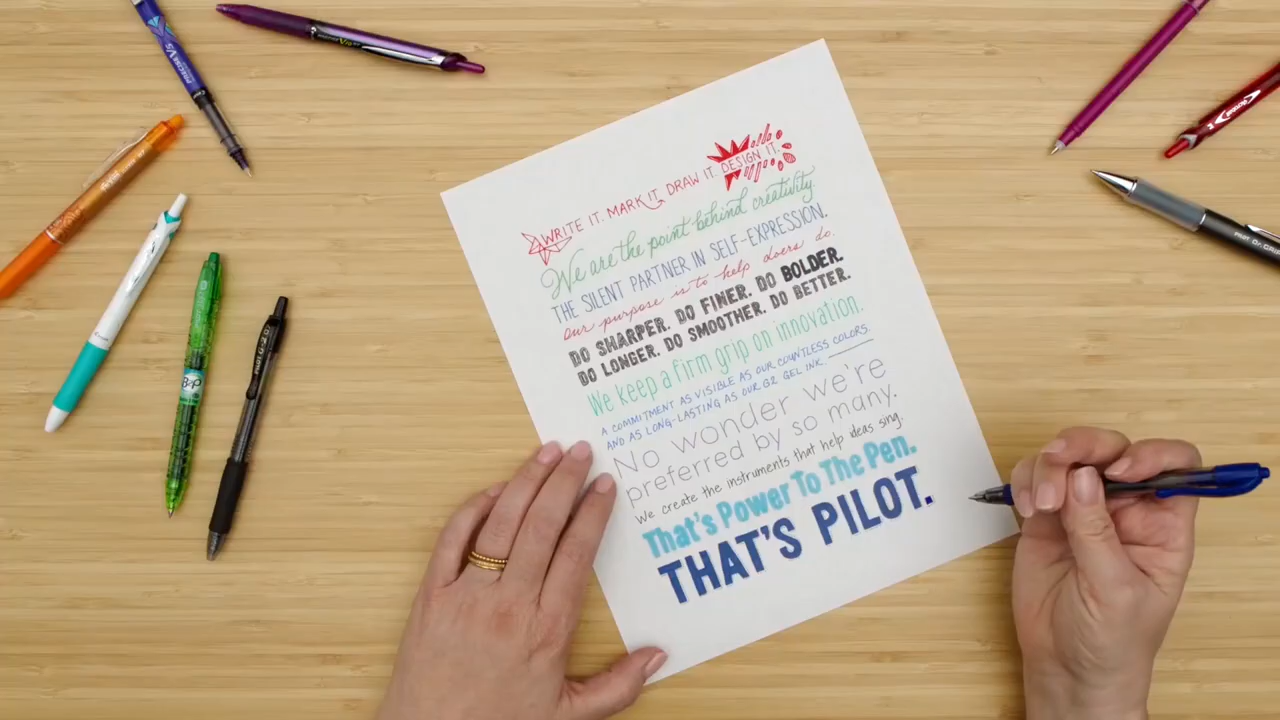 WRITE IT. MARK IT. DRAW IT. DESIGN IT.
We are the point behind creativity.
THE SILENT PARTNER IN SELF-EXPRESSION.
our purpose is to help doers do.
DO SHARPER. DO FINER. DO BOLDER.
DO LONGER. DO SMOOTHER. DO BETTER.
We keep a firm grip on innovation.
A COMMITMENT AS VISIBLE AS OUR COUNTLESS COLORS.
AND AS LONG-LASTING AS OUR G2 GEL INK.
No wonder we're
preferred by so many.
We create the instruments that help ideas sing.
That's Power To The Pen.
THAT'S PILOT.
PRECISE V5
B2P